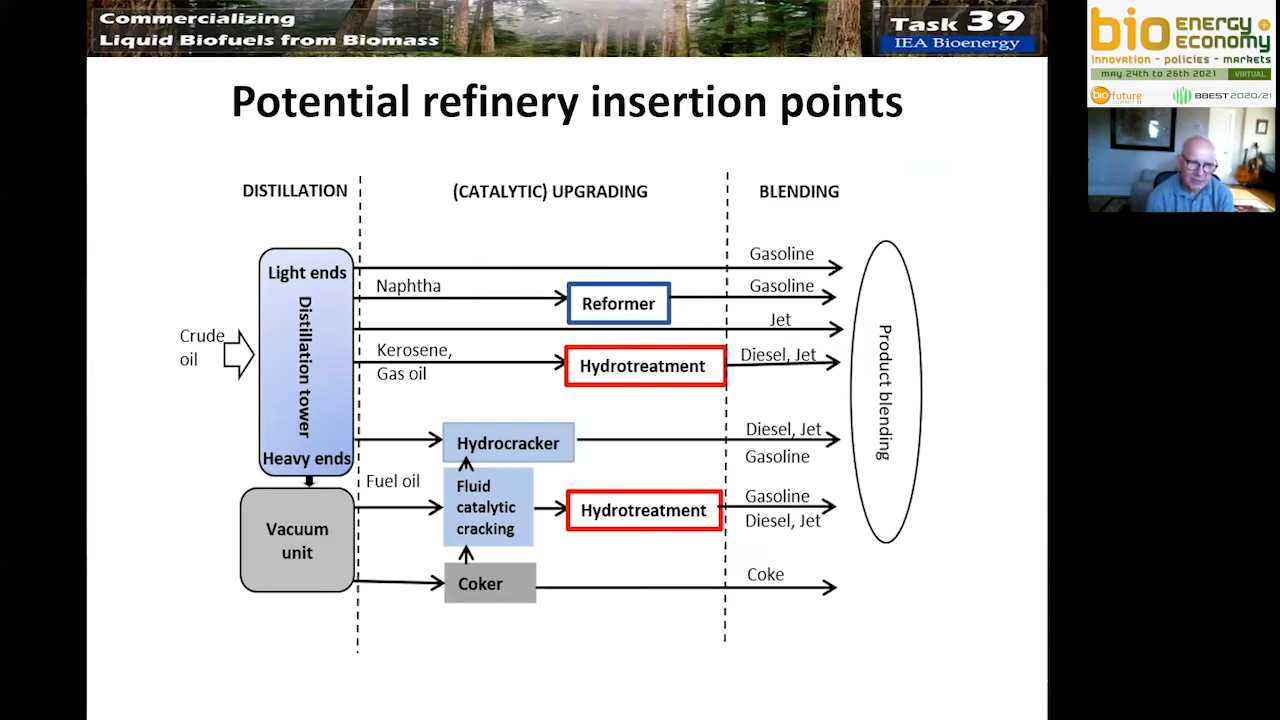 Commercializing
Liquid Biofuels from Biomass
Task 39
IEA Bioenergy
bio ENERGY+
ECONOMY
innovation - policies - markets
may 24th to 26th 2021 VIRTUAL
biofuture
SUMMIT II
BBEST 2020/21
Potential refinery insertion points
DISTILLATION
(CATALYTIC) UPGRADING
BLENDING
Light ends
Distillation tower
Heavy ends
Crude
oil
Vacuum
unit
Naphtha
Kerosene,
Gas oil
Fuel oil
Reformer
Hydrotreatment
Hydrocracker
Fluid
catalytic
cracking
Hydrotreatment
Coker
Gasoline
Gasoline
Jet
Diesel, Jet
Diesel, Jet
Gasoline
Gasoline
Diesel, Jet
Coke
Product blending